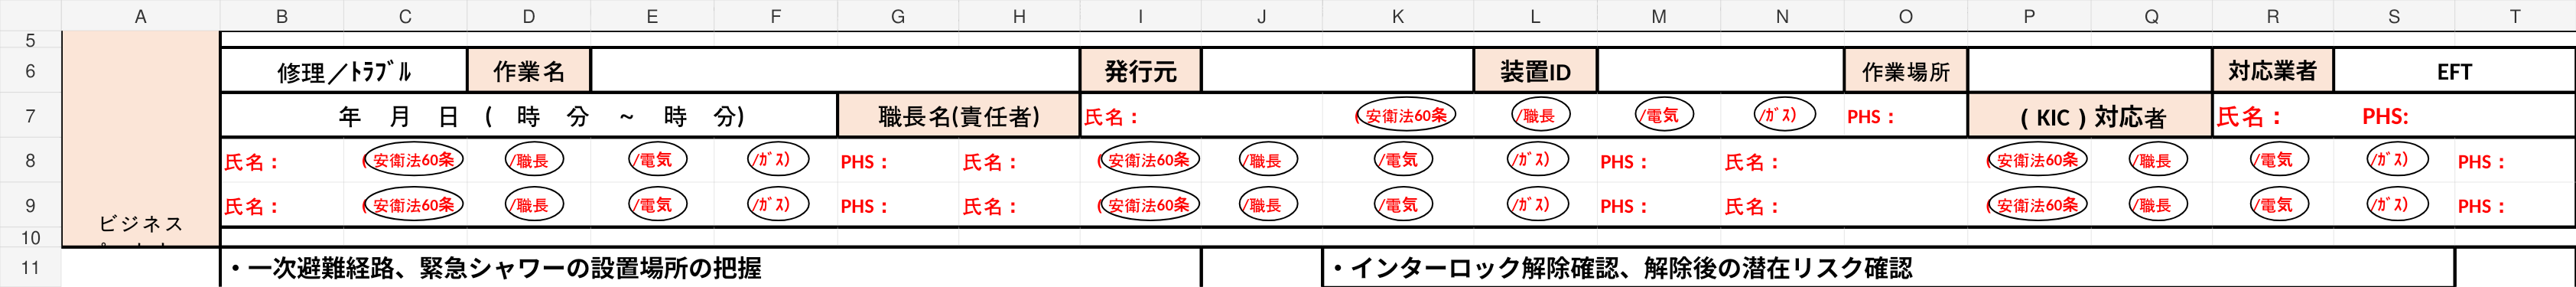 A B C D E F G H I J K L M N O P Q R S T
5
6 修理／ﾄﾗﾌﾞﾙ 作業名 発行元 装置ID 作業場所 対応業者 EFT
7 年 月 日 ( 時 分 ～ 時 分) 職長名(責任者) 氏名： (安衛法60条 /職長 /電気 /ｶﾞｽ) PHS： ( KIC ) 対応者 氏名： PHS:
8 氏名： (安衛法60条 /職長 /電気 /ｶﾞｽ) PHS： 氏名： (安衛法60条 /職長 /電気 /ｶﾞｽ) PHS： 氏名： (安衛法60条 /職長 /電気 /ｶﾞｽ) PHS：
9 氏名： (安衛法60条 /職長 /電気 /ｶﾞｽ) PHS： 氏名： (安衛法60条 /職長 /電気 /ｶﾞｽ) PHS： 氏名： (安衛法60条 /職長 /電気 /ｶﾞｽ) PHS：
ビジネス
10
11 ・一次避難経路、緊急シャワーの設置場所の把握 ・インターロック解除確認、解除後の潜在リスク確認